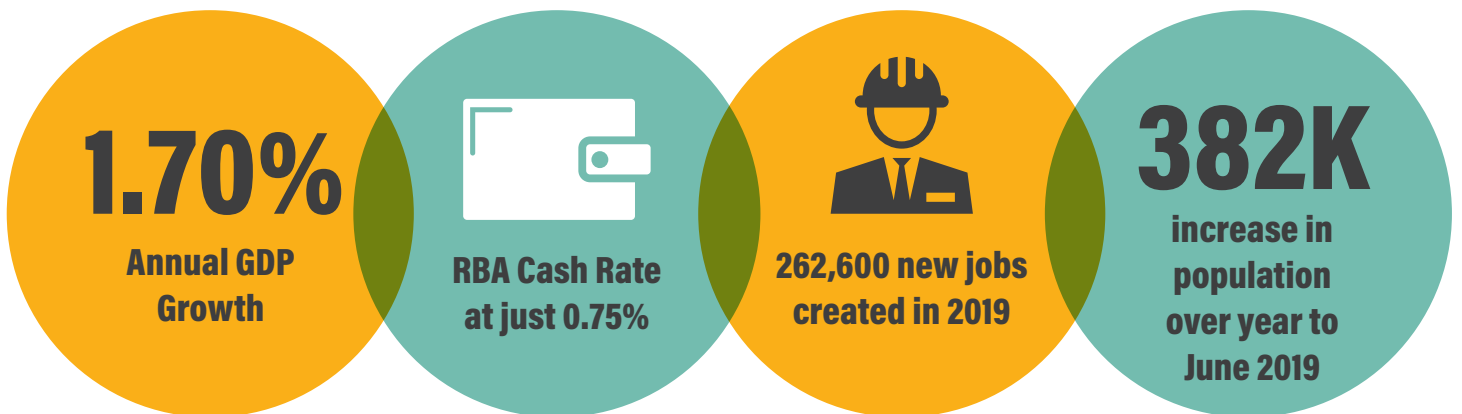 1.70%
Annual GDP
Growth
RBA Cash Rate
at just 0.75%
262,600 new jobs
created in 2019
382K
increase in
population
over year to
June 2019